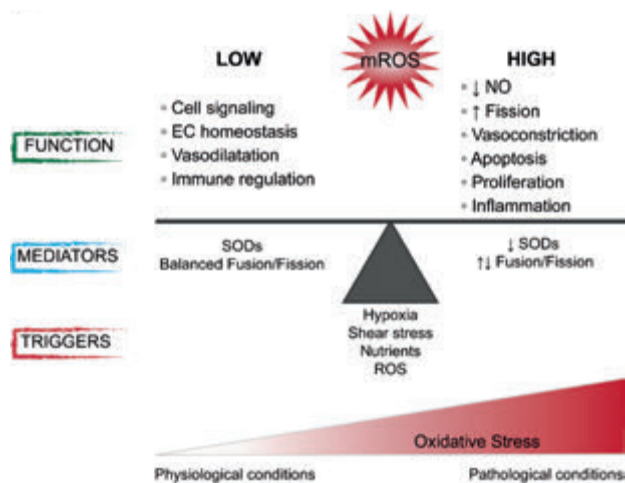 mROS
LOW
HIGH
FUNCTION
• Cell signaling
• EC homeostasis
• Vasodilatation
• Immune regulation
• ↓ NO
• ↑ Fission
• Vasoconstriction
• Apoptosis
• Proliferation
• Inflammation
MEDIATORS
SODs
Balanced Fusion/Fission
↓ SODs
↑↓ Fusion/Fission
TRIGGERS
Hypoxia
Shear stress
Nutrients
ROS
Oxidative Stress
Physiological conditions
Pathological conditions